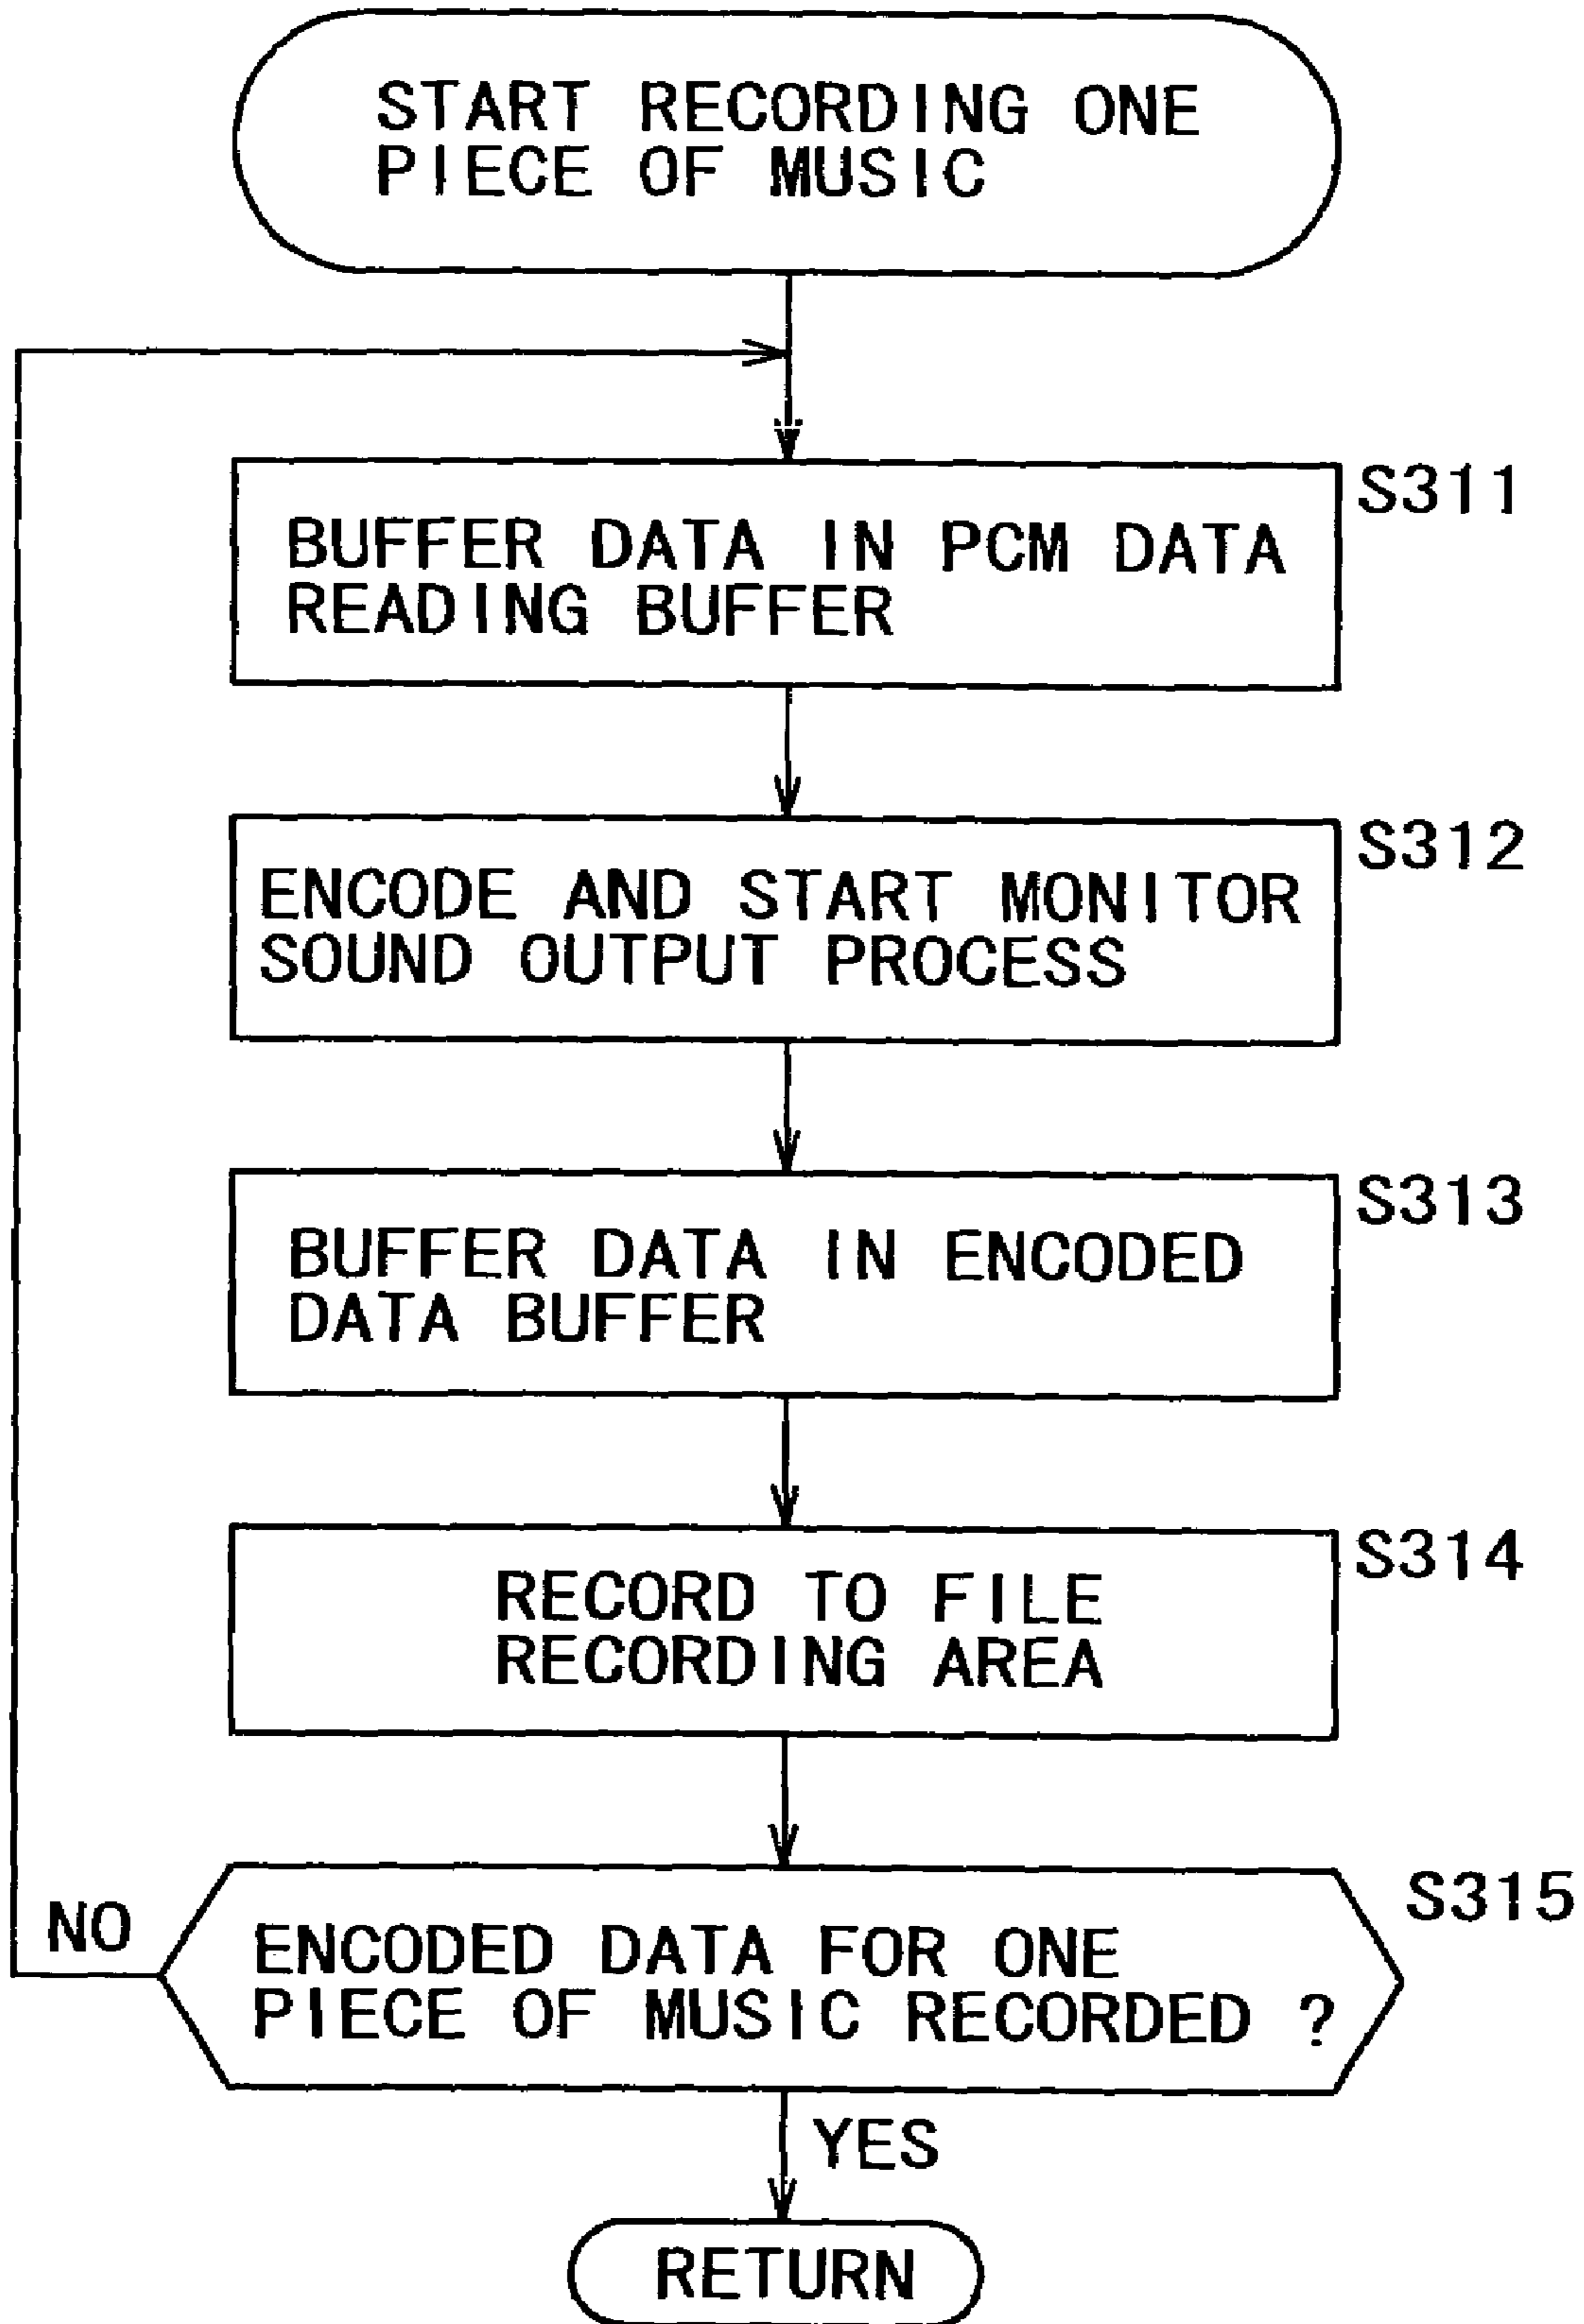 START RECORDING ONE
PIECE OF MUSIC
S311
BUFFER DATA IN PCM DATA
READING BUFFER
S312
ENCODE AND START MONITOR
SOUND OUTPUT PROCESS
S313
BUFFER DATA IN ENCODED
DATA BUFFER
S314
RECORD TO FILE
RECORDING AREA
S315
NO
ENCODED DATA FOR ONE
PIECE OF MUSIC RECORDED ?
YES
RETURN